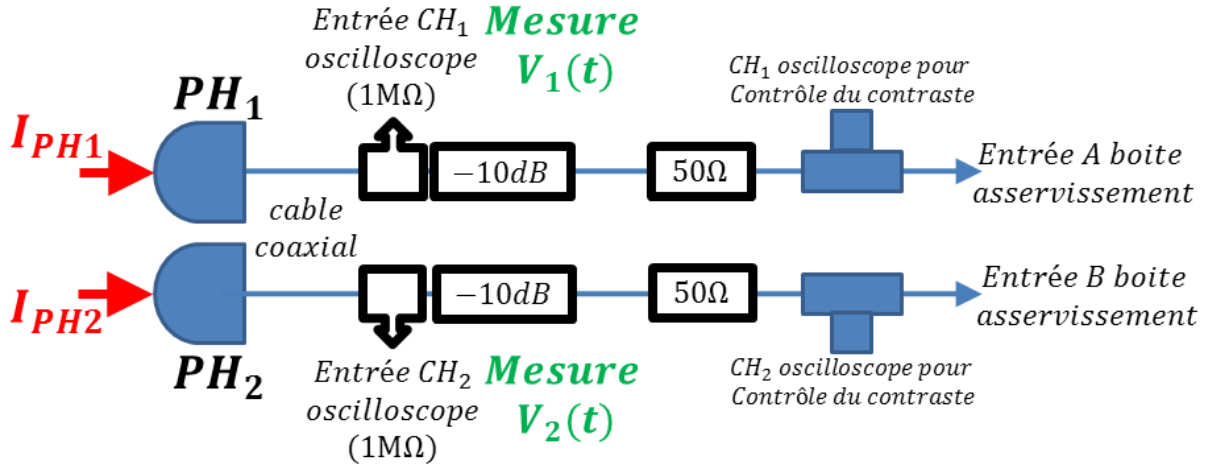 Entrée CH₁
oscilloscope
(1MΩ)
Mesure
V₁(t)
CH₁ oscilloscope pour
Contrôle du contraste
PH₁
I_PH1
−10dB
50Ω
Entrée A boite
asservissement
cable
coaxial
I_PH2
−10dB
50Ω
Entrée B boite
asservissement
PH₂
Entrée CH₂
oscilloscope
(1MΩ)
Mesure
V₂(t)
CH₂ oscilloscope pour
Contrôle du contraste